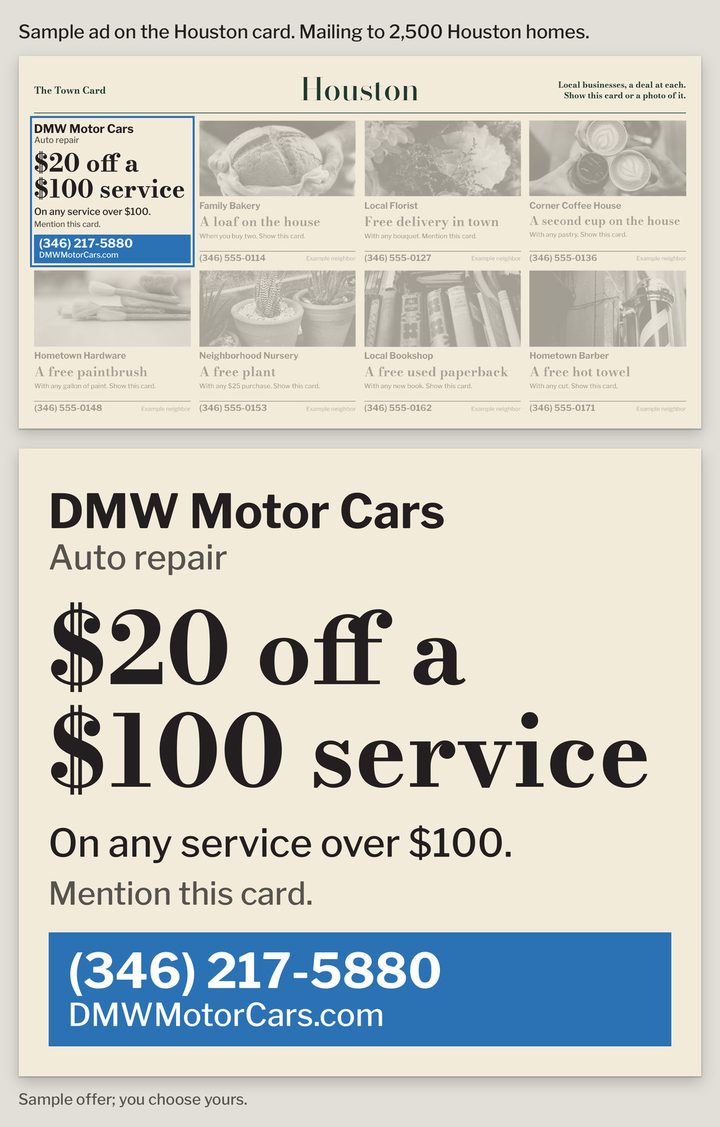 Sample ad on the Houston card. Mailing to 2,500 Houston homes.
The Town Card
Houston
Local businesses, a deal at each.
Show this card or a photo of it.
DMW Motor Cars
Auto repair
$20 off a
$100 service
On any service over $100.
Mention this card.
(346) 217-5880
DMWMotorCars.com
Family Bakery
A loaf on the house
When you buy two. Show this card.
(346) 555-0114 Example neighbor
Local Florist
Free delivery in town
With any bouquet. Mention this card.
(346) 555-0127 Example neighbor
Corner Coffee House
A second cup on the house
With any pastry. Show this card.
(346) 555-0136 Example neighbor
Hometown Hardware
A free paintbrush
With any gallon of paint. Show this card.
(346) 555-0148 Example neighbor
Neighborhood Nursery
A free plant
With any $25 purchase. Show this card.
(346) 555-0153 Example neighbor
Local Bookshop
A free used paperback
With any new book. Show this card.
(346) 555-0162 Example neighbor
Hometown Barber
A free hot towel
With any cut. Show this card.
(346) 555-0171 Example neighbor
DMW Motor Cars
Auto repair
$20 off a
$100 service
On any service over $100.
Mention this card.
(346) 217-5880
DMWMotorCars.com
Sample offer; you choose yours.